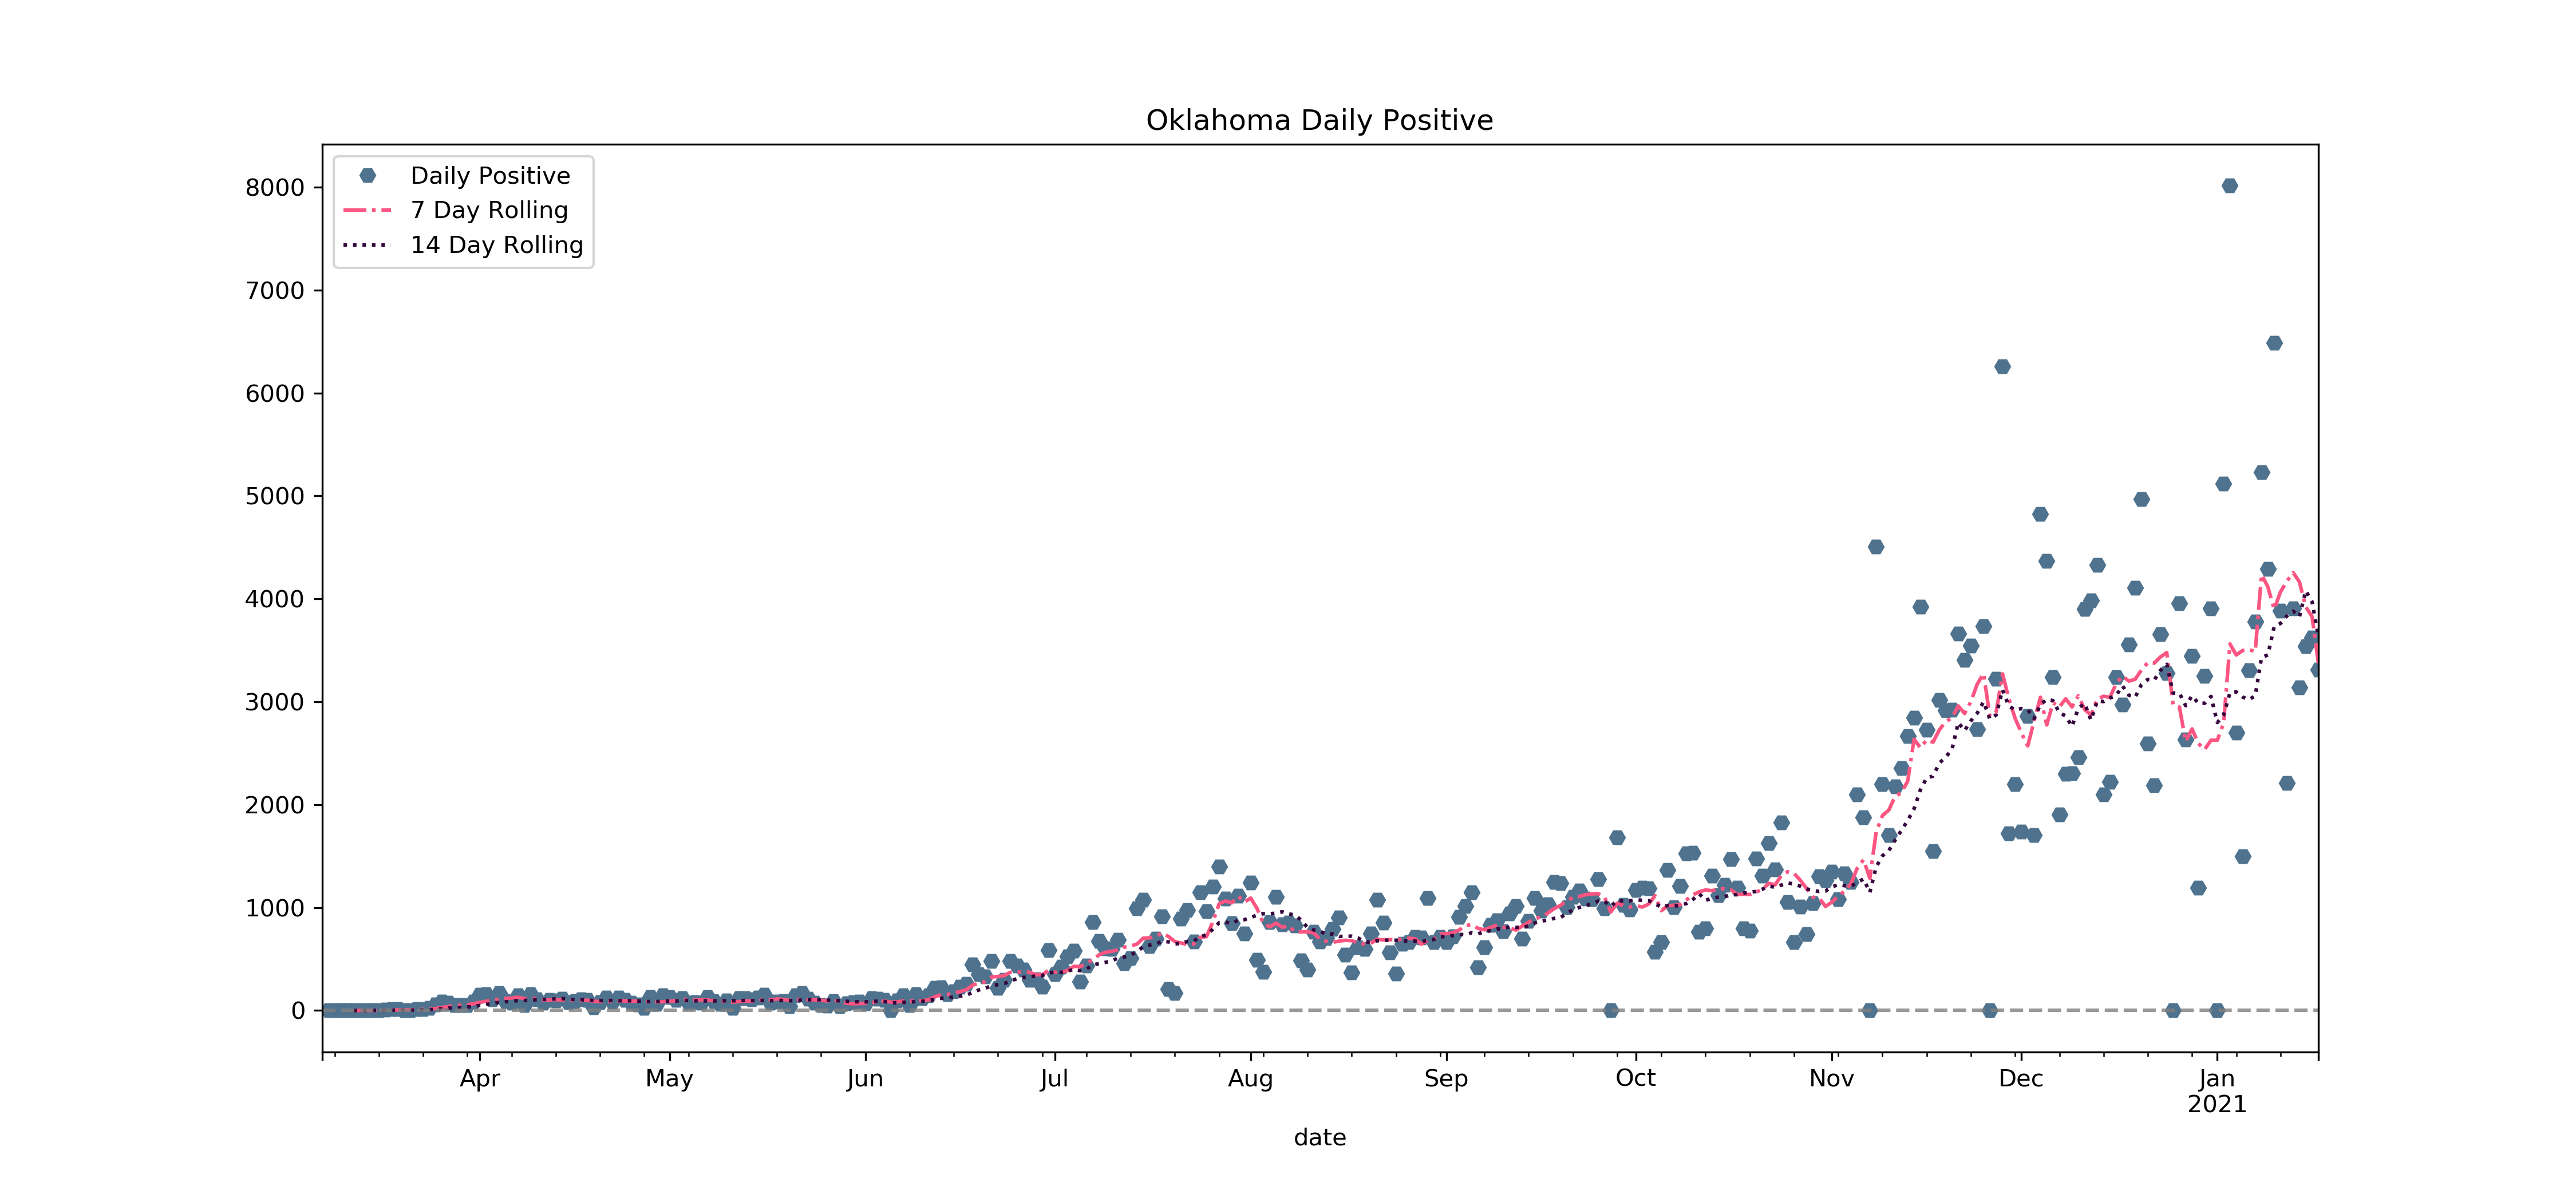 Oklahoma Daily Positive
Daily Positive
7 Day Rolling
14 Day Rolling
8000
7000
6000
5000
4000
3000
2000
1000
0
Apr May Jun Jul Aug Sep Oct Nov Dec Jan
2021
date